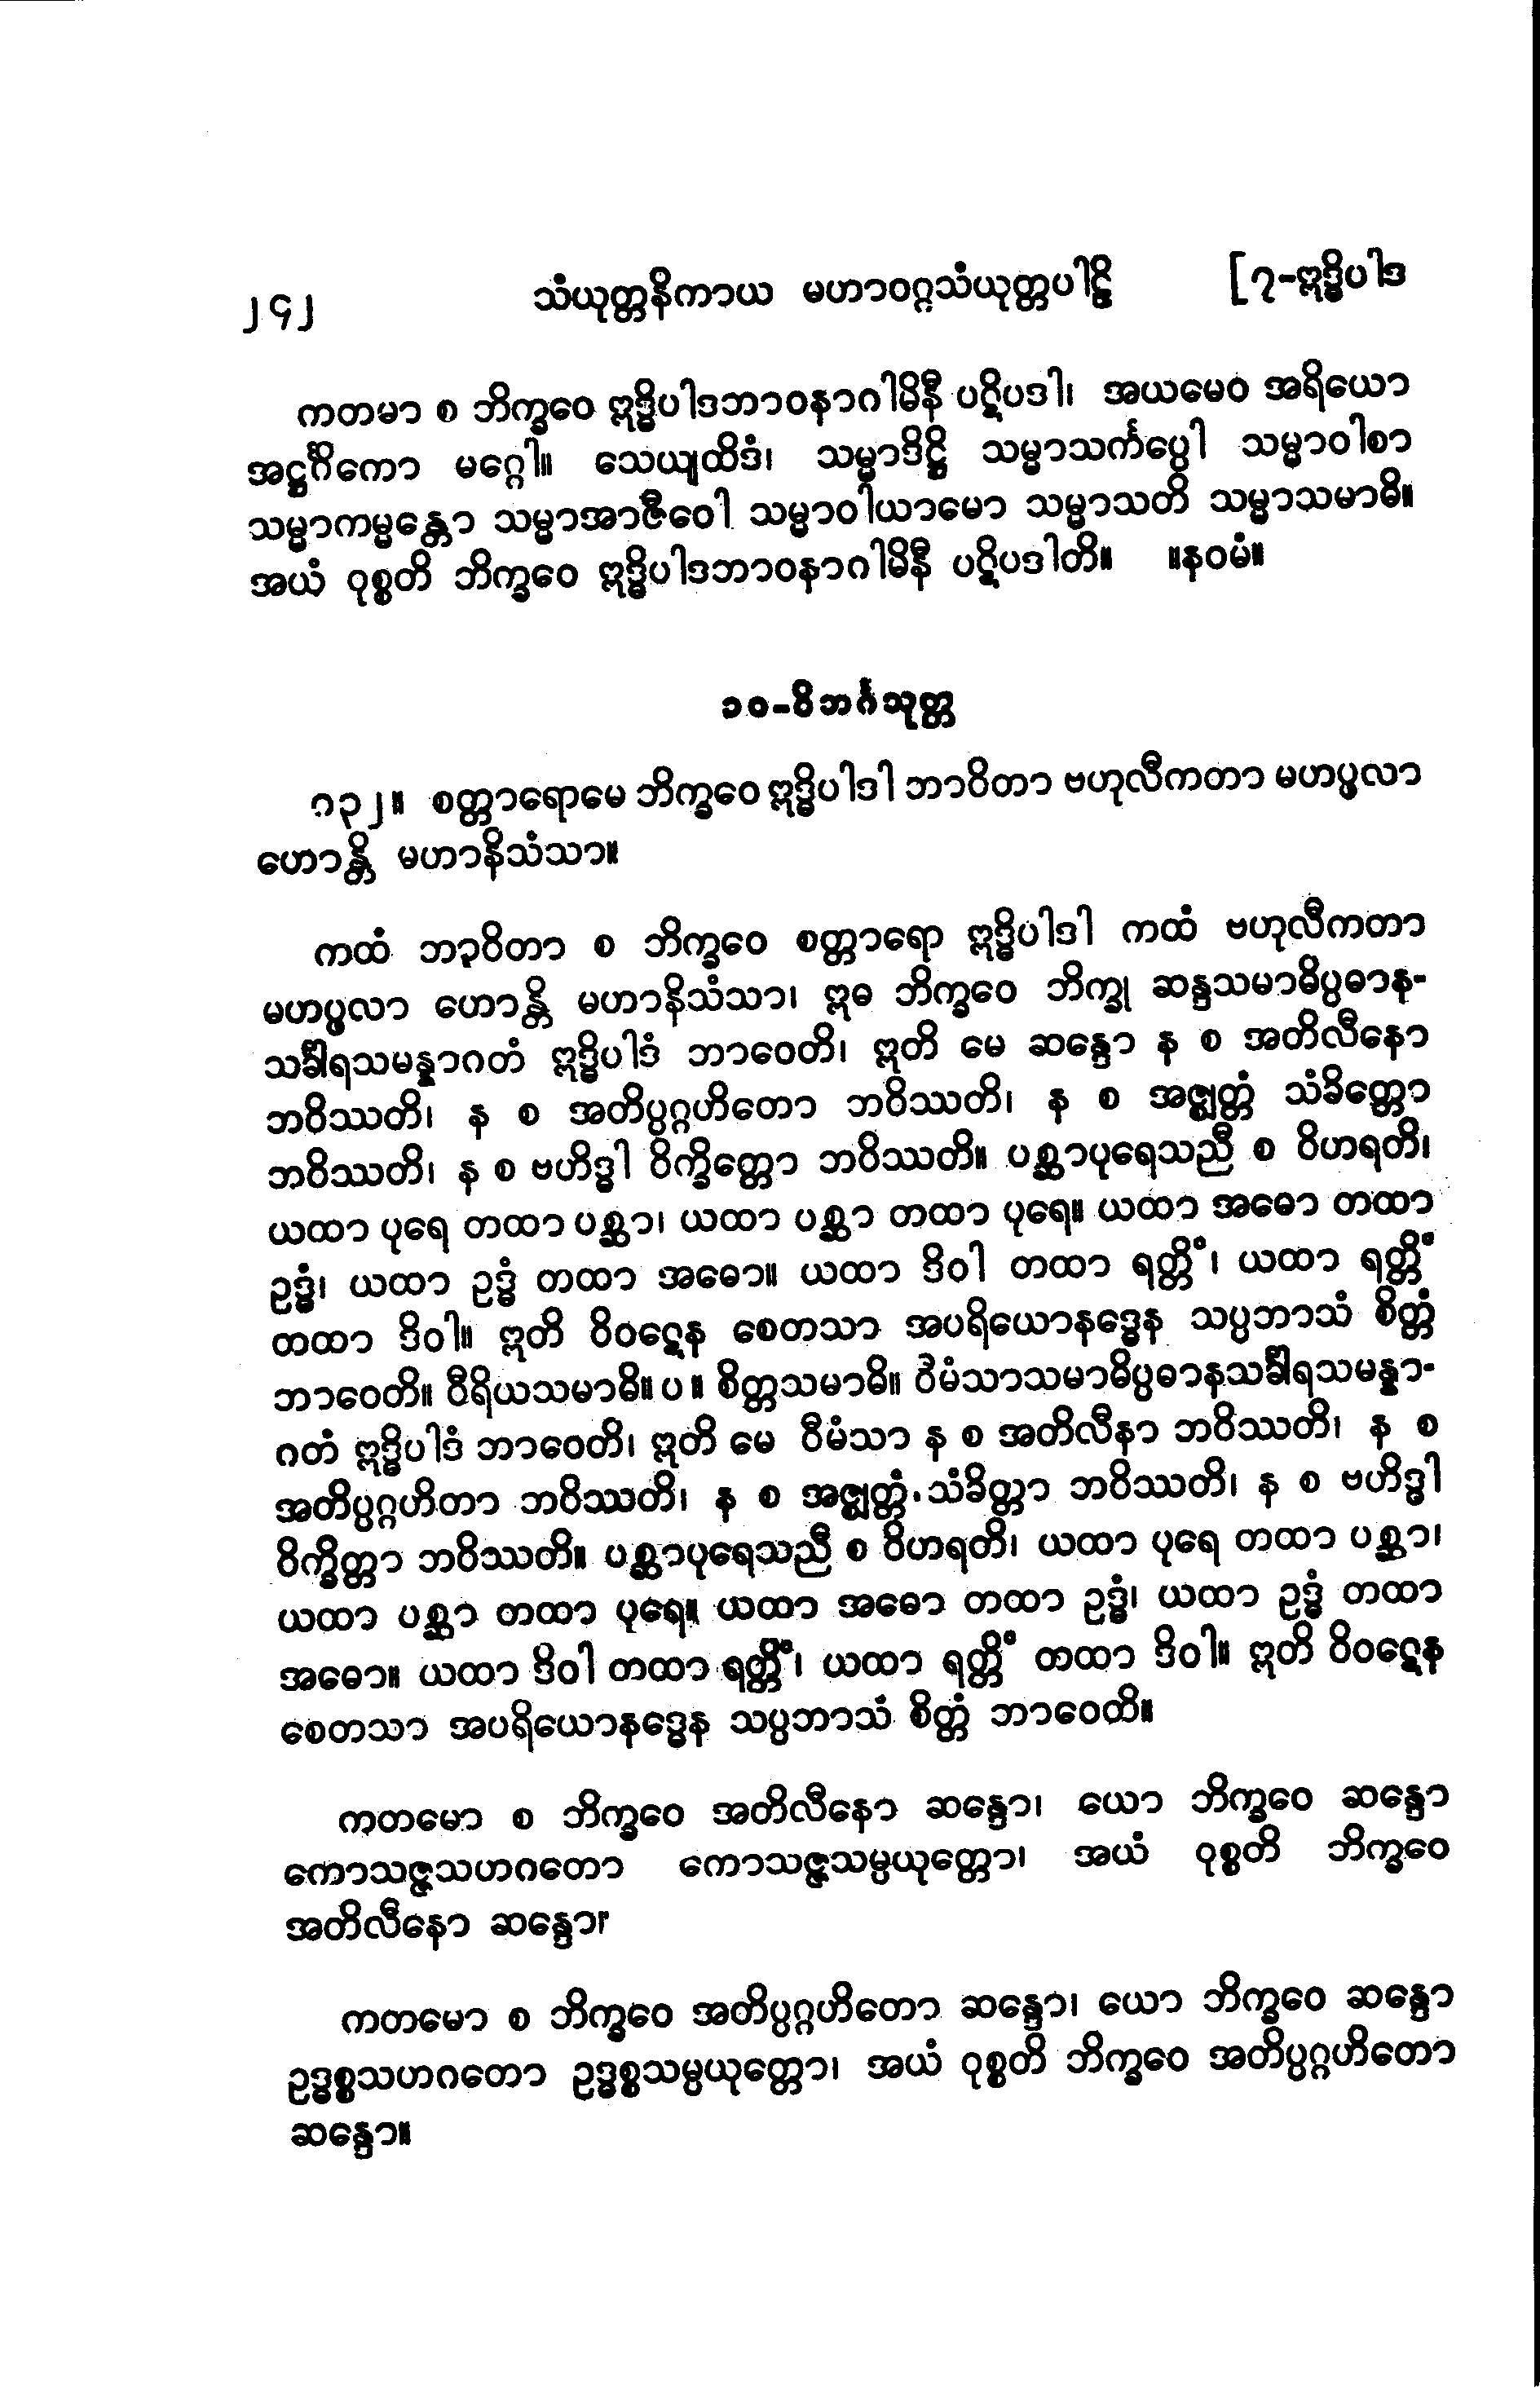 ၂၄၂ သံယုတ္တနိကာယ မဟာဝဂ္ဂသံယုတ္တပါဠိ [၇-ဣဒ္ဓိပါဒ
ကတမာ စ ဘိက္ခဝေ ဣဒ္ဓိပါဒဘာဝနာဂါမိနီ ပဋိပဒါ၊ အယမေဝ အရိယော
အဋ္ဌင်္ဂိကော မဂ္ဂေါ။ သေယျထိဒံ၊ သမ္မာဒိဋ္ဌိ သမ္မာသင်္ကပ္ပေါ သမ္မာဝါစာ
သမ္မာကမ္မန္တော သမ္မာအာဇီဝေါ သမ္မာဝါယာမော သမ္မာသတိ သမ္မာသမာဓိ။
အယံ ဝုစ္စတိ ဘိက္ခဝေ ဣဒ္ဓိပါဒဘာဝနာဂါမိနီ ပဋိပဒါတိ။ ။နဝမံ။
၁၀-ဝိဘင်္ဂသုတ္တ
၈၃၂။ စတ္တာရောမေ ဘိက္ခဝေ ဣဒ္ဓိပါဒါ ဘာဝိတာ ဗဟုလီကတာ မဟပ္ဖလာ
ဟောန္တိ မဟာနိသံသာ။
ကထံ ဘာဝိတာ စ ဘိက္ခဝေ စတ္တာရော ဣဒ္ဓိပါဒါ ကထံ ဗဟုလီကတာ
မဟပ္ဖလာ ဟောန္တိ မဟာနိသံသာ၊ ဣဓ ဘိက္ခဝေ ဘိက္ခု ဆန္ဒသမာဓိပ္ပဓာန-
သင်္ခါရသမန္နာဂတံ ဣဒ္ဓိပါဒံ ဘာဝေတိ၊ ဣတိ မေ ဆန္ဒော န စ အတိလီနော
ဘဝိဿတိ၊ န စ အတိပ္ပဂ္ဂဟိတော ဘဝိဿတိ၊ န စ အဇ္ဈတ္တံ သံခိတ္တော
ဘဝိဿတိ၊ န စ ဗဟိဒ္ဓါ ဝိက္ခိတ္တော ဘဝိဿတိ။ ပစ္ဆာပုရေသညီ စ ဝိဟရတိ၊
ယထာ ပုရေ တထာ ပစ္ဆာ၊ ယထာ ပစ္ဆာ တထာ ပုရေ။ ယထာ အဓော တထာ
ဥဒ္ဓံ၊ ယထာ ဥဒ္ဓံ တထာ အဓော။ ယထာ ဒိဝါ တထာ ရတ္တိံ၊ ယထာ ရတ္တိံ
တထာ ဒိဝါ။ ဣတိ ဝိဝဋေန စေတသာ အပရိယောနဒ္ဓေန သပ္ပဘာသံ စိတ္တံ
ဘာဝေတိ။ ဝီရိယသမာဓိ။ ပ ။ စိတ္တသမာဓိ။ ဝီမံသာသမာဓိပ္ပဓာနသင်္ခါရသမန္နာ-
ဂတံ ဣဒ္ဓိပါဒံ ဘာဝေတိ၊ ဣတိ မေ ဝီမံသာ န စ အတိလီနာ ဘဝိဿတိ၊ န စ
အတိပ္ပဂ္ဂဟိတာ ဘဝိဿတိ၊ န စ အဇ္ဈတ္တံ သံခိတ္တာ ဘဝိဿတိ၊ န စ ဗဟိဒ္ဓါ
ဝိက္ခိတ္တာ ဘဝိဿတိ။ ပစ္ဆာပုရေသညီ စ ဝိဟရတိ၊ ယထာ ပုရေ တထာ ပစ္ဆာ၊
ယထာ ပစ္ဆာ တထာ ပုရေ။ ယထာ အဓော တထာ ဥဒ္ဓံ၊ ယထာ ဥဒ္ဓံ တထာ
အဓော။ ယထာ ဒိဝါ တထာ ရတ္တိံ၊ ယထာ ရတ္တိံ တထာ ဒိဝါ။ ဣတိ ဝိဝဋေန
စေတသာ အပရိယောနဒ္ဓေန သပ္ပဘာသံ စိတ္တံ ဘာဝေတိ။
ကတမော စ ဘိက္ခဝေ အတိလီနော ဆန္ဒော၊ ယော ဘိက္ခဝေ ဆန္ဒော
ကောသဇ္ဇသဟဂတော ကောသဇ္ဇသမ္ပယုတ္တော၊ အယံ ဝုစ္စတိ ဘိက္ခဝေ
အတိလီနော ဆန္ဒော၊
ကတမော စ ဘိက္ခဝေ အတိပ္ပဂ္ဂဟိတော ဆန္ဒော၊ ယော ဘိက္ခဝေ ဆန္ဒော
ဥဒ္ဓစ္စသဟဂတော ဥဒ္ဓစ္စသမ္ပယုတ္တော၊ အယံ ဝုစ္စတိ ဘိက္ခဝေ အတိပ္ပဂ္ဂဟိတော
ဆန္ဒော။